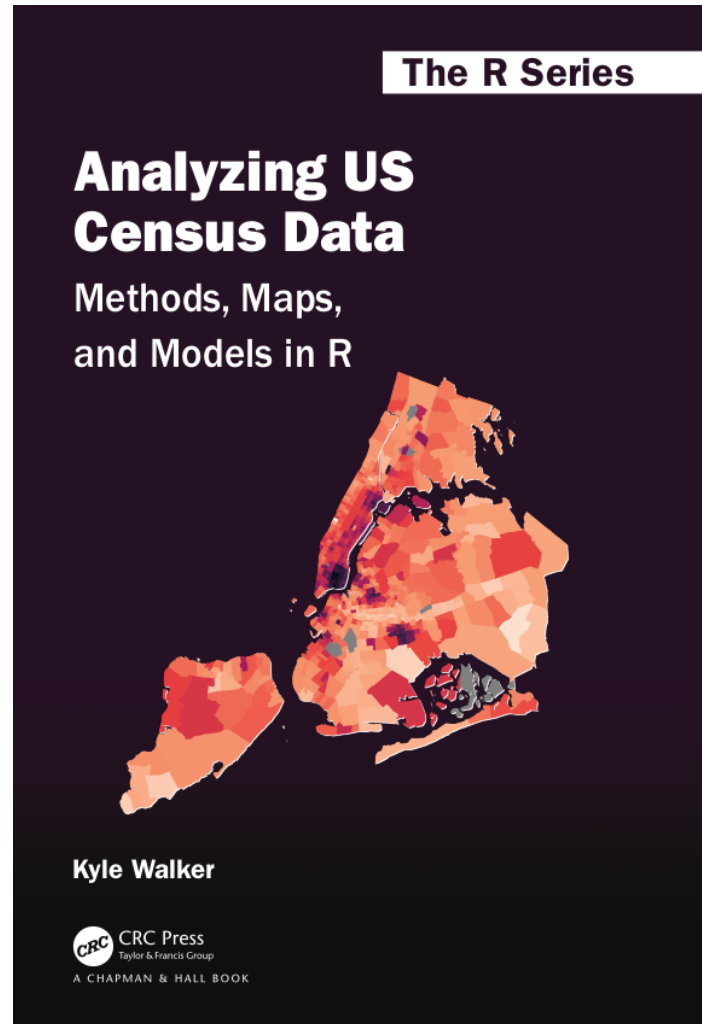 The R Series
Analyzing US
Census Data
Methods, Maps,
and Models in R
Kyle Walker
CRC
CRC Press
Taylor & Francis Group
A CHAPMAN & HALL BOOK